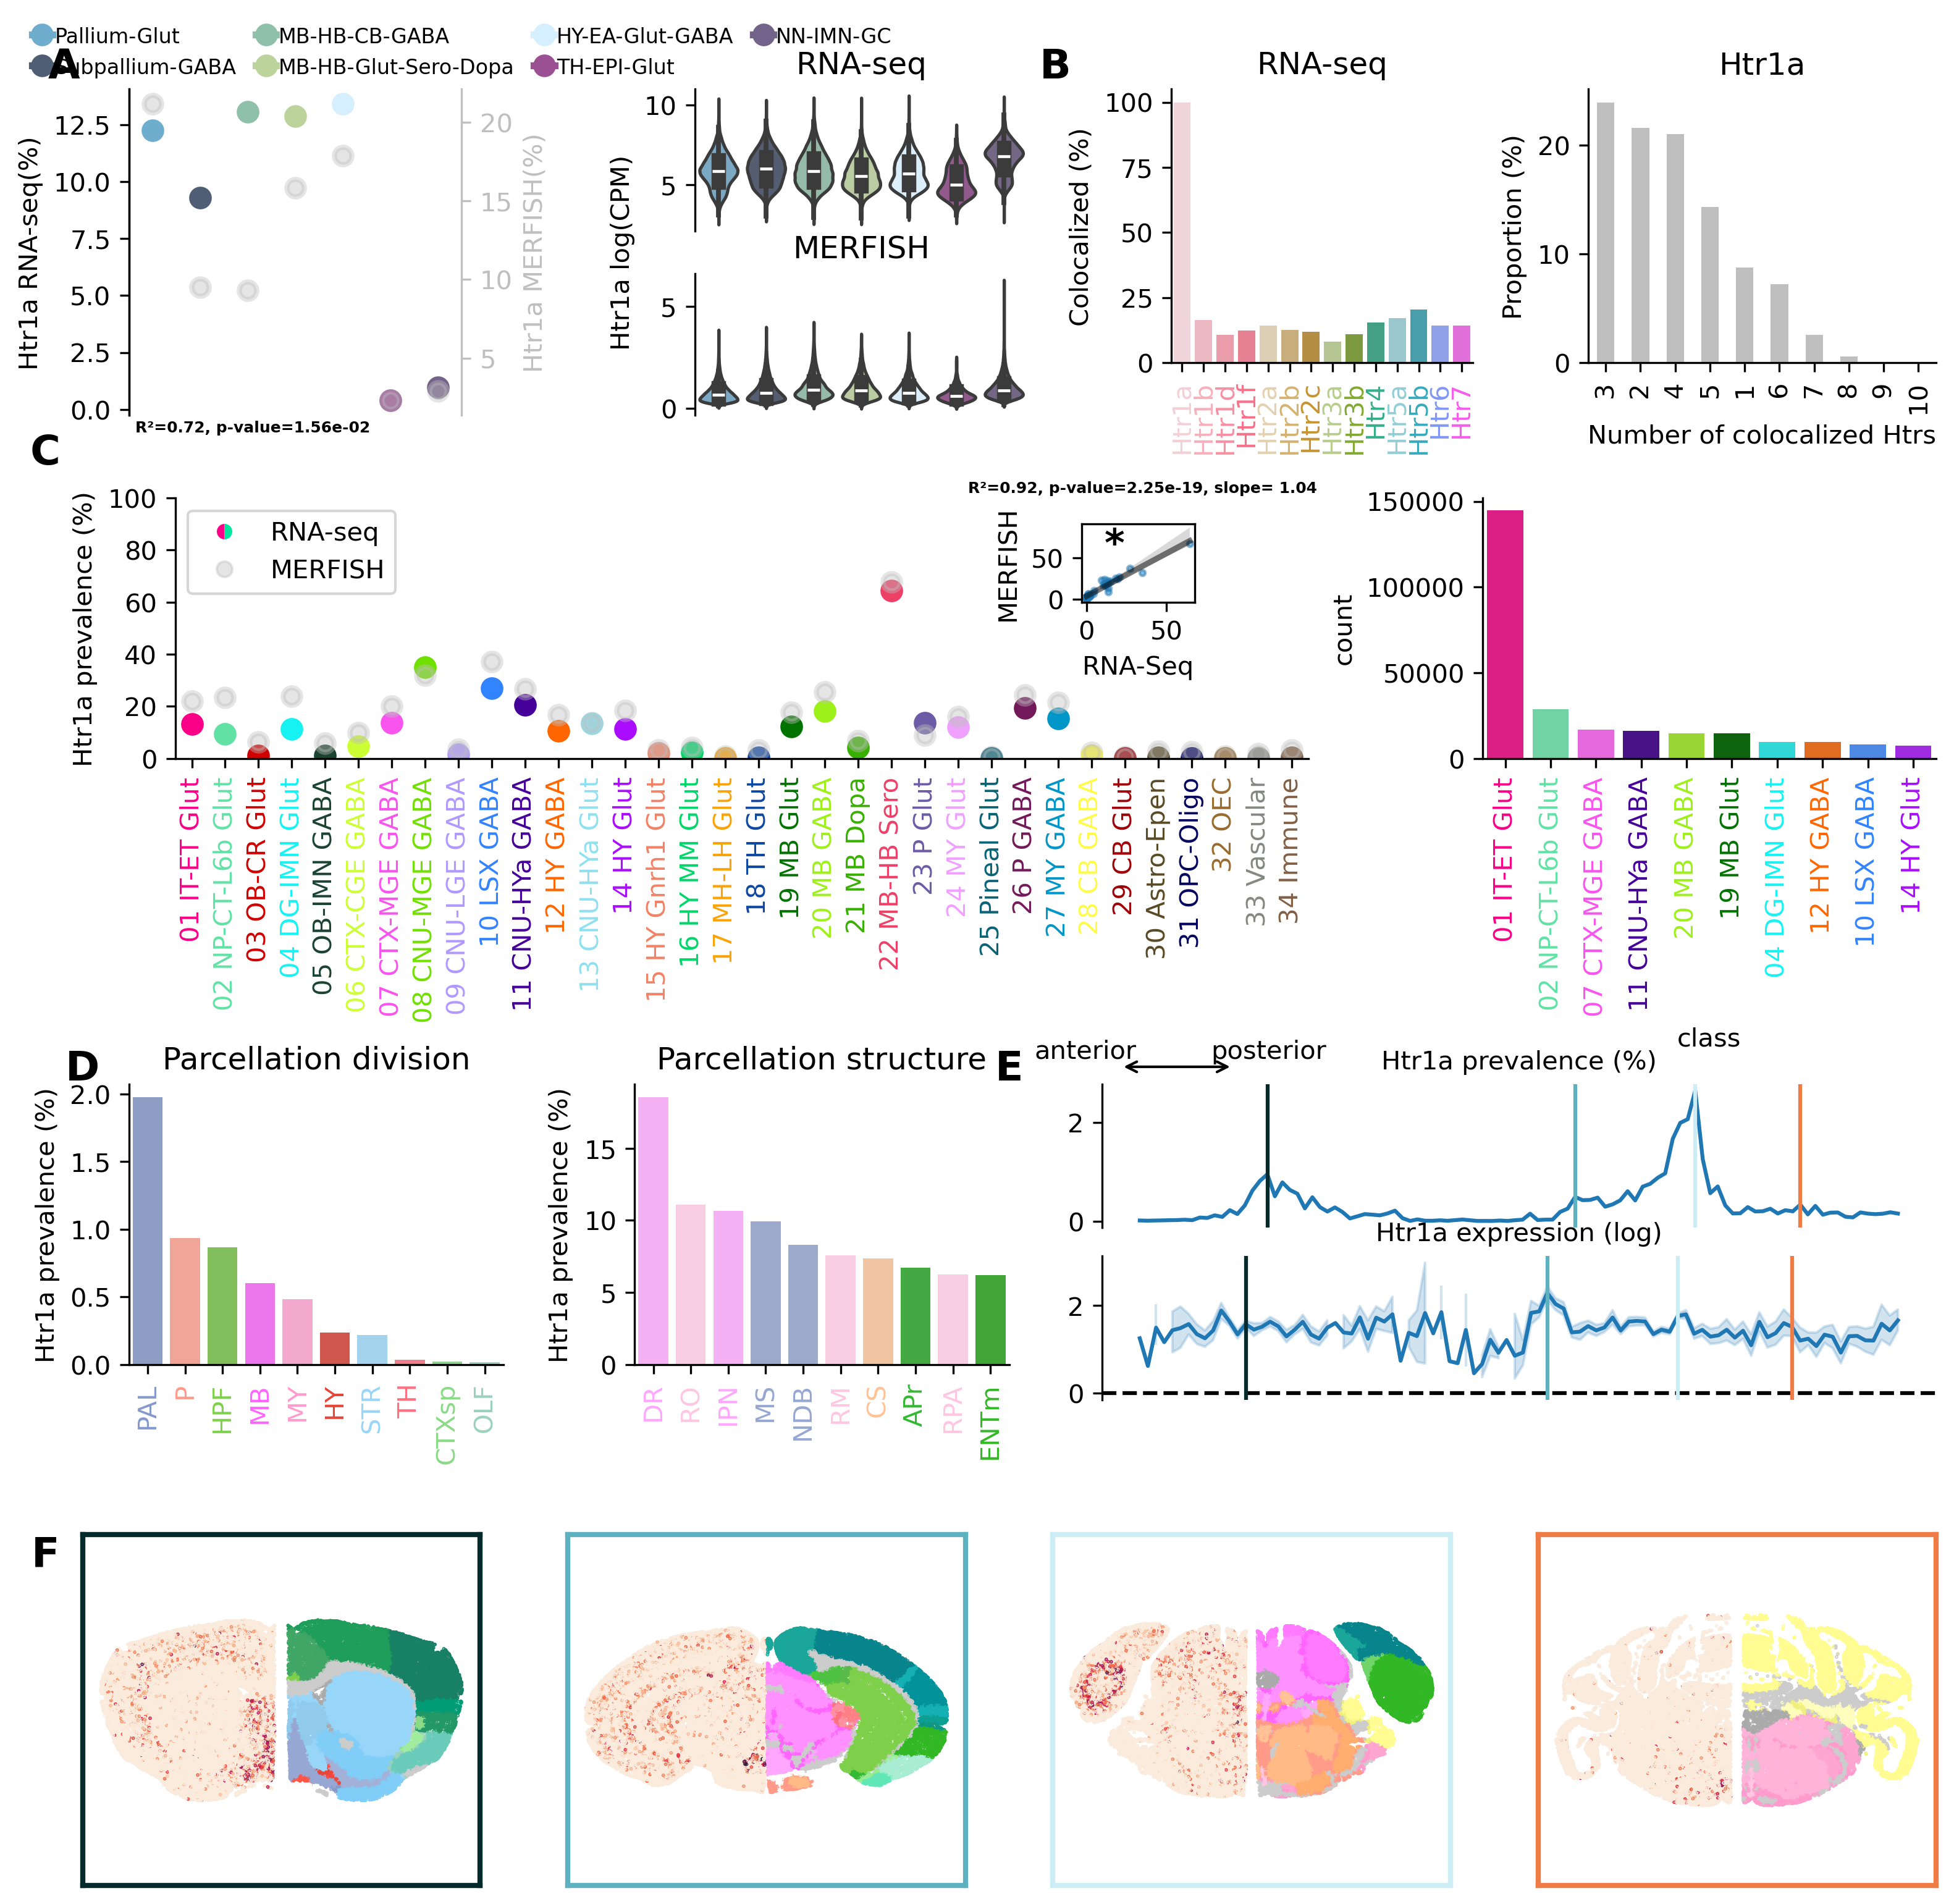 Pallium-Glut
MB-HB-CB-GABA
HY-EA-Glut-GABA
NN-IMN-GC
Subpallium-GABA
MB-HB-Glut-Sero-Dopa
TH-EPI-Glut
A
Htr1a RNA-seq(%)
12.5
10.0
7.5
5.0
2.5
0.0
20
15
10
5
Htr1a MERFISH(%)
R²=0.72, p-value=1.56e-02
RNA-seq
Htr1a log(CPM)
10
5
MERFISH
5
0
B
RNA-seq
Colocalized (%)
100
75
50
25
0
Htr1a
Htr1b
Htr1d
Htr1f
Htr2a
Htr2b
Htr2c
Htr3a
Htr3b
Htr4
Htr5a
Htr5b
Htr6
Htr7
Htr1a
Proportion (%)
20
10
0
3
2
4
5
1
6
7
8
9
10
Number of colocalized Htrs
C
Htr1a prevalence (%)
100
80
60
40
20
0
RNA-seq
MERFISH
R²=0.92, p-value=2.25e-19, slope= 1.04
MERFISH
50
0
*
0
50
RNA-Seq
01 IT-ET Glut
02 NP-CT-L6b Glut
03 OB-CR Glut
04 DG-IMN Glut
05 OB-IMN GABA
06 CTX-CGE GABA
07 CTX-MGE GABA
08 CNU-MGE GABA
09 CNU-LGE GABA
10 LSX GABA
11 CNU-HYa GABA
12 HY GABA
13 CNU-HYa Glut
14 HY Glut
15 HY Gnrh1 Glut
16 HY MM Glut
17 MH-LH Glut
18 TH Glut
19 MB Glut
20 MB GABA
21 MB Dopa
22 MB-HB Sero
23 P Glut
24 MY Glut
25 Pineal Glut
26 P GABA
27 MY GABA
28 CB GABA
29 CB Glut
30 Astro-Epen
31 OPC-Oligo
32 OEC
33 Vascular
34 Immune
count
150000
100000
50000
0
01 IT-ET Glut
02 NP-CT-L6b Glut
07 CTX-MGE GABA
11 CNU-HYa GABA
20 MB GABA
19 MB Glut
04 DG-IMN Glut
12 HY GABA
10 LSX GABA
14 HY Glut
class
D
Parcellation division
Htr1a prevalence (%)
2.0
1.5
1.0
0.5
0.0
PAL
P
HPF
MB
MY
HY
STR
TH
CTXsp
OLF
Parcellation structure
Htr1a prevalence (%)
15
10
5
0
DR
RO
IPN
MS
NDB
RM
CS
APr
RPA
ENTm
E
anterior
posterior
Htr1a prevalence (%)
2
0
Htr1a expression (log)
2
0
F